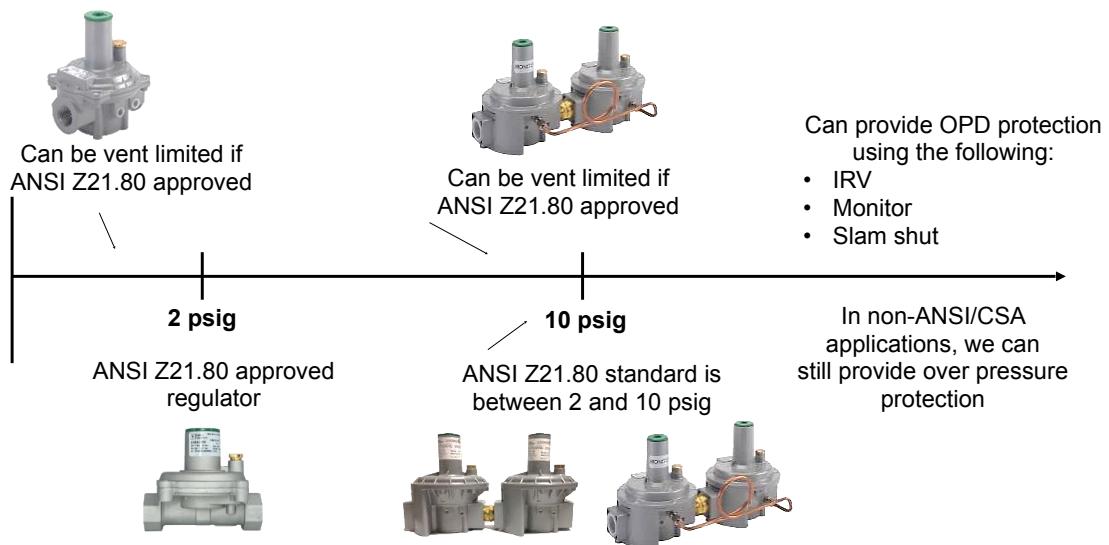 Can be vent limited if
ANSI Z21.80 approved
Can be vent limited if
ANSI Z21.80 approved
Can provide OPD protection
using the following:
• IRV
• Monitor
• Slam shut
2 psig
10 psig
ANSI Z21.80 approved
regulator
ANSI Z21.80 standard is
between 2 and 10 psig
In non-ANSI/CSA
applications, we can
still provide over pressure
protection